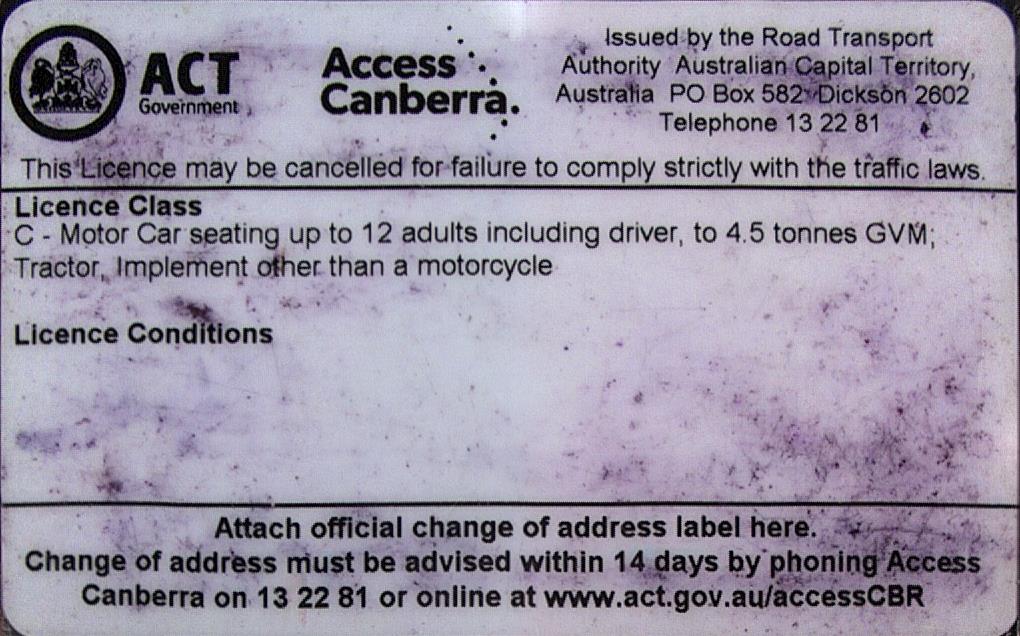 ACT
Government
Access
Canberra.
Issued by the Road Transport
Authority Australian Capital Territory,
Australia PO Box 582 Dickson 2602
Telephone 13 22 81
This Licence may be cancelled for failure to comply strictly with the traffic laws.
Licence Class
C - Motor Car seating up to 12 adults including driver, to 4.5 tonnes GVM;
Tractor, Implement other than a motorcycle
Licence Conditions
Attach official change of address label here.
Change of address must be advised within 14 days by phoning Access
Canberra on 13 22 81 or online at www.act.gov.au/accessCBR